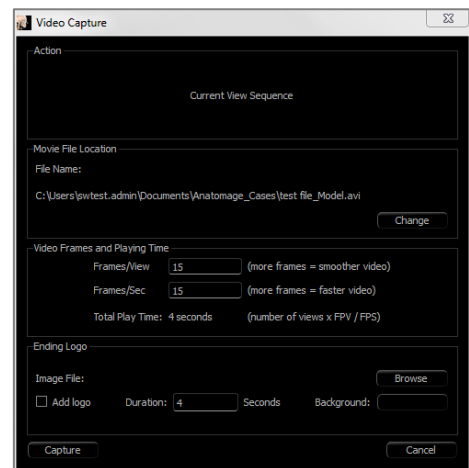 Video Capture
Action
Current View Sequence
Movie File Location
File Name:
C:\Users\swtest.admin\Documents\Anatomage_Cases\test file_Model.avi
Change
Video Frames and Playing Time
Frames/View 15 (more frames = smoother video)
Frames/Sec 15 (more frames = faster video)
Total Play Time: 4 seconds (number of views x FPV / FPS)
Ending Logo
Image File: Browse
Add logo Duration: 4 Seconds Background:
Capture Cancel